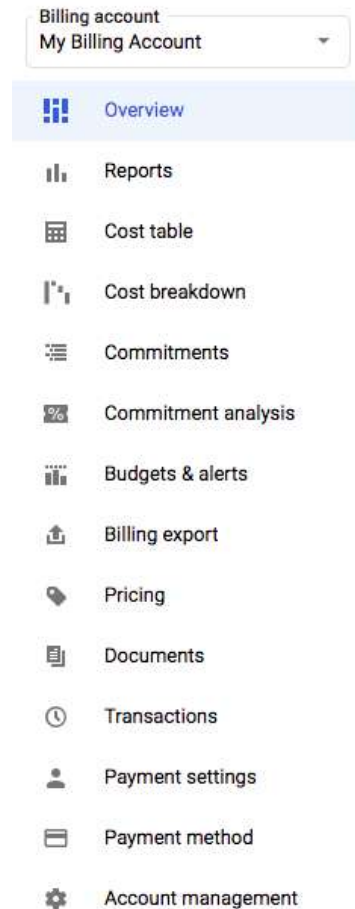 Billing account
My Billing Account
Overview
Reports
Cost table
Cost breakdown
Commitments
% Commitment analysis
Budgets & alerts
Billing export
Pricing
Documents
Transactions
Payment settings
Payment method
Account management